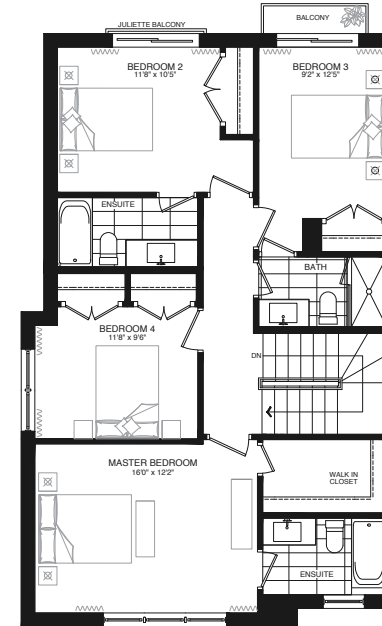 BALCONY
JULIETTE BALCONY
BEDROOM 2
11'8" x 10'5"
BEDROOM 3
9'2" x 12'5"
ENSUITE
BATH
BEDROOM 4
11'8" x 9'6"
DN
MASTER BEDROOM
16'0" x 12'2"
WALK IN
CLOSET
ENSUITE